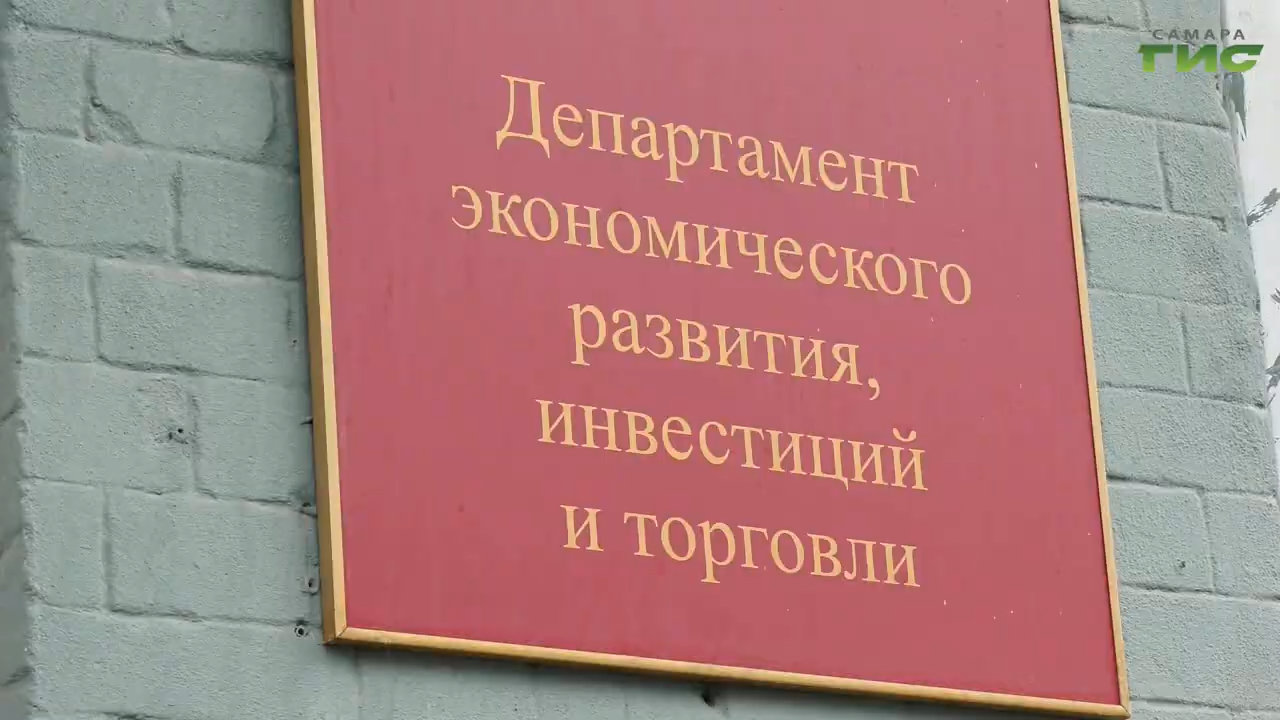 САМАРА
ГИС
Департамент
экономического
развития,
инвестиций
и торговли